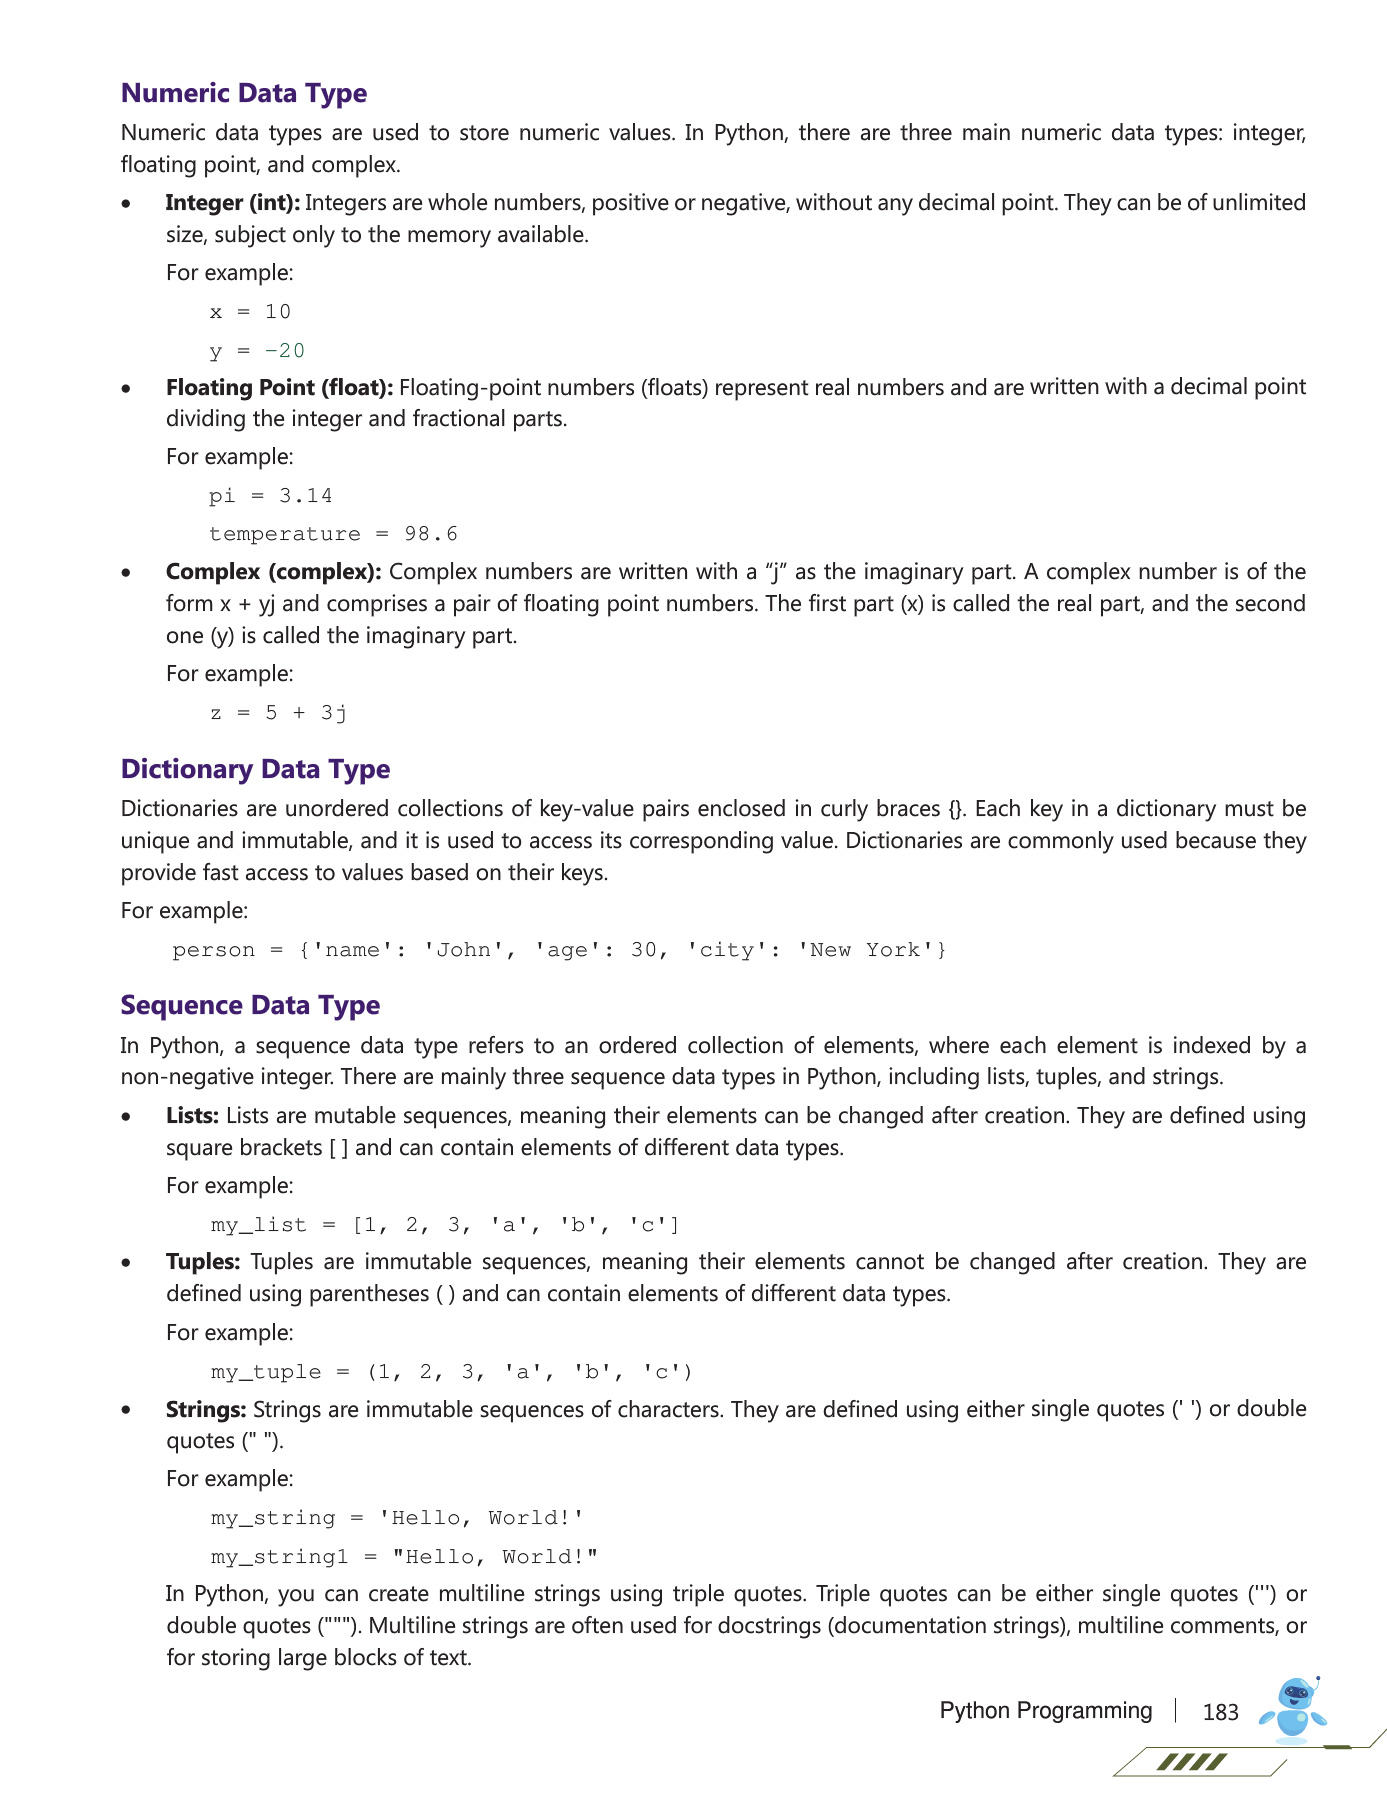 Numeric Data Type
Numeric data types are used to store numeric values. In Python, there are three main numeric data types: integer,
floating point, and complex.
• Integer (int): Integers are whole numbers, positive or negative, without any decimal point. They can be of unlimited
size, subject only to the memory available.
For example:
x = 10
y = −20
• Floating Point (float): Floating-point numbers (floats) represent real numbers and are written with a decimal point
dividing the integer and fractional parts.
For example:
pi = 3.14
temperature = 98.6
• Complex (complex): Complex numbers are written with a “j” as the imaginary part. A complex number is of the
form x + yj and comprises a pair of floating point numbers. The first part (x) is called the real part, and the second
one (y) is called the imaginary part.
For example:
z = 5 + 3j
Dictionary Data Type
Dictionaries are unordered collections of key-value pairs enclosed in curly braces {}. Each key in a dictionary must be
unique and immutable, and it is used to access its corresponding value. Dictionaries are commonly used because they
provide fast access to values based on their keys.
For example:
person = {'name': 'John', 'age': 30, 'city': 'New York'}
Sequence Data Type
In Python, a sequence data type refers to an ordered collection of elements, where each element is indexed by a
non-negative integer. There are mainly three sequence data types in Python, including lists, tuples, and strings.
• Lists: Lists are mutable sequences, meaning their elements can be changed after creation. They are defined using
square brackets [ ] and can contain elements of different data types.
For example:
my_list = [1, 2, 3, 'a', 'b', 'c']
• Tuples: Tuples are immutable sequences, meaning their elements cannot be changed after creation. They are
defined using parentheses ( ) and can contain elements of different data types.
For example:
my_tuple = (1, 2, 3, 'a', 'b', 'c')
• Strings: Strings are immutable sequences of characters. They are defined using either single quotes (' ') or double
quotes (" ").
For example:
my_string = 'Hello, World!'
my_string1 = "Hello, World!"
In Python, you can create multiline strings using triple quotes. Triple quotes can be either single quotes (''') or
double quotes ("""). Multiline strings are often used for docstrings (documentation strings), multiline comments, or
for storing large blocks of text.
Python Programming | 183